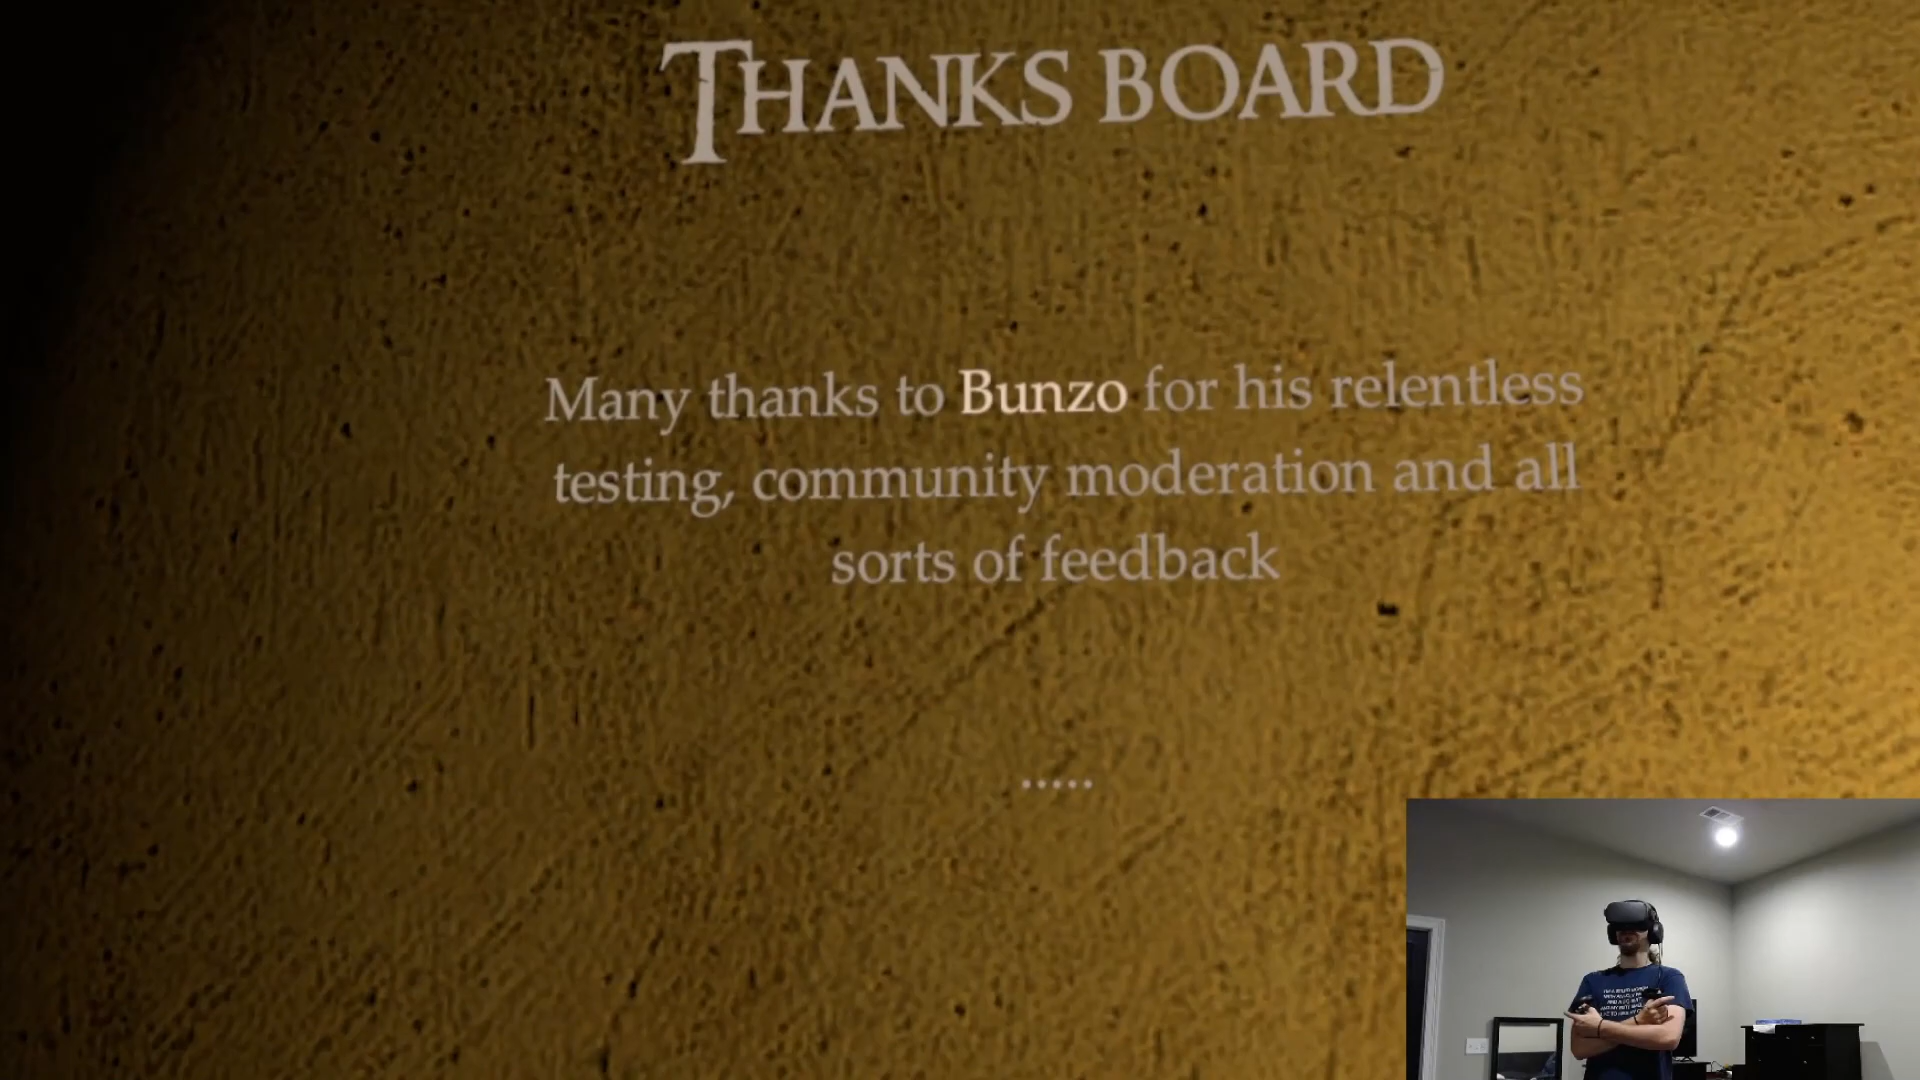 THANKS BOARD
Many thanks to Bunzo for his relentless
testing, community moderation and all
sorts of feedback
.....